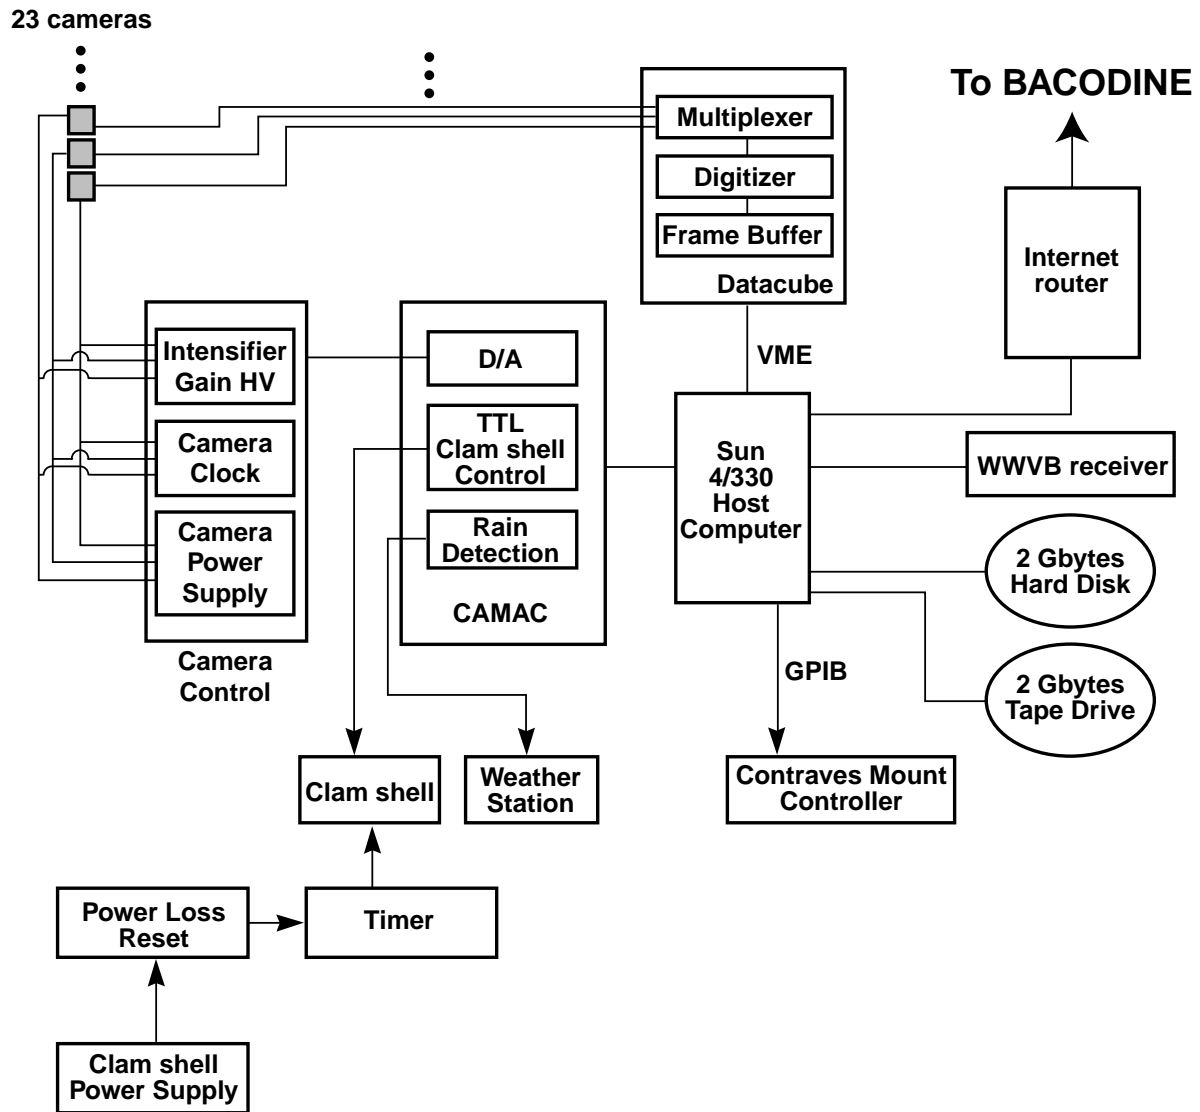 23 cameras
To BACODINE
Multiplexer
Digitizer
Frame Buffer
Datacube
Internet
router
VME
Intensifier
Gain HV
Camera
Clock
Camera
Power
Supply
Camera
Control
D/A
TTL
Clam shell
Control
Rain
Detection
CAMAC
Sun
4/330
Host
Computer
WWVB receiver
2 Gbytes
Hard Disk
2 Gbytes
Tape Drive
GPIB
Clam shell
Weather
Station
Contraves Mount
Controller
Power Loss
Reset
Timer
Clam shell
Power Supply